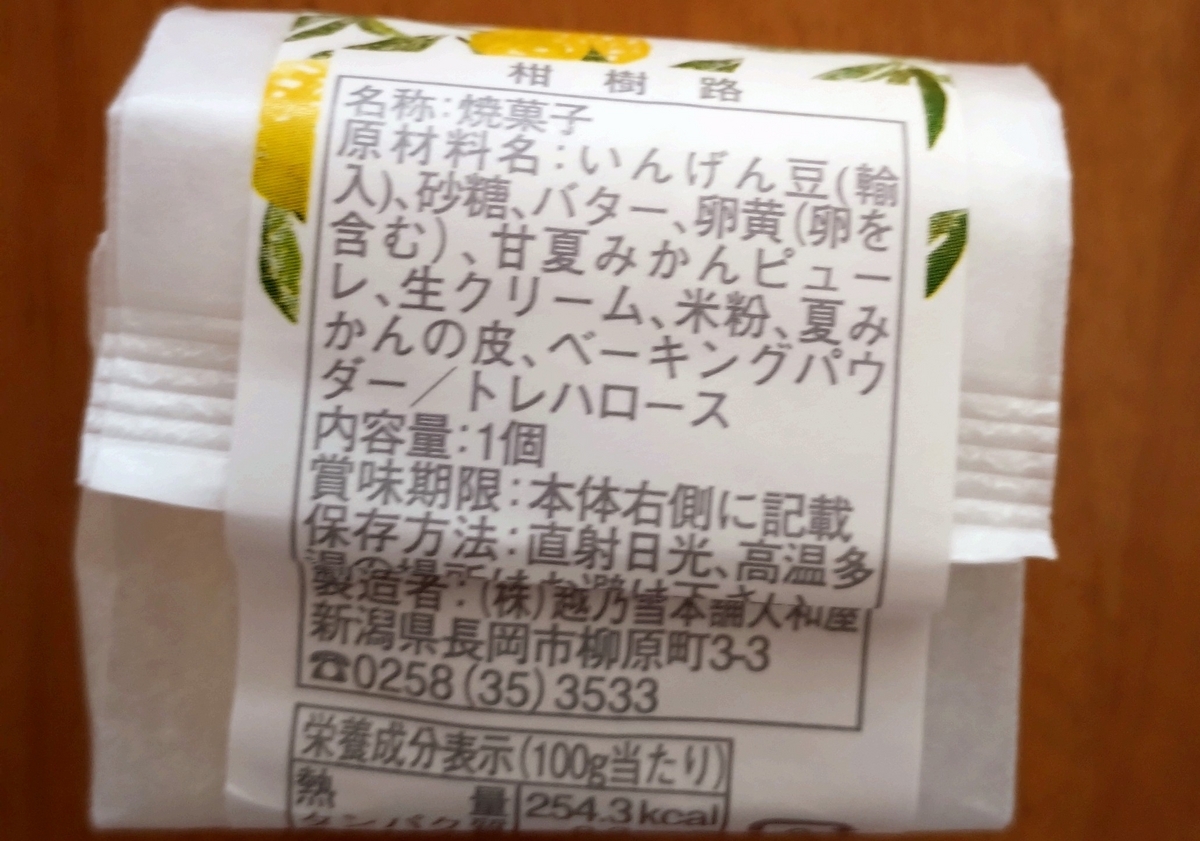 柑樹路
名称:焼菓子
原材料名:いんげん豆(輸
入)、砂糖、バター、卵黄(卵を
含む)、甘夏みかんピュー
レ、生クリーム、米粉、夏み
かんの皮、ベーキングパウ
ダー/トレハロース
内容量:1個
賞味期限:本体右側に記載
保存方法:直射日光、高温多
製造者:(株)越乃雪本舗大和屋
新潟県長岡市柳原町3-3
☎0258(35)3533
栄養成分表示(100g当たり)
熱量 254.3kcal
タンパク質